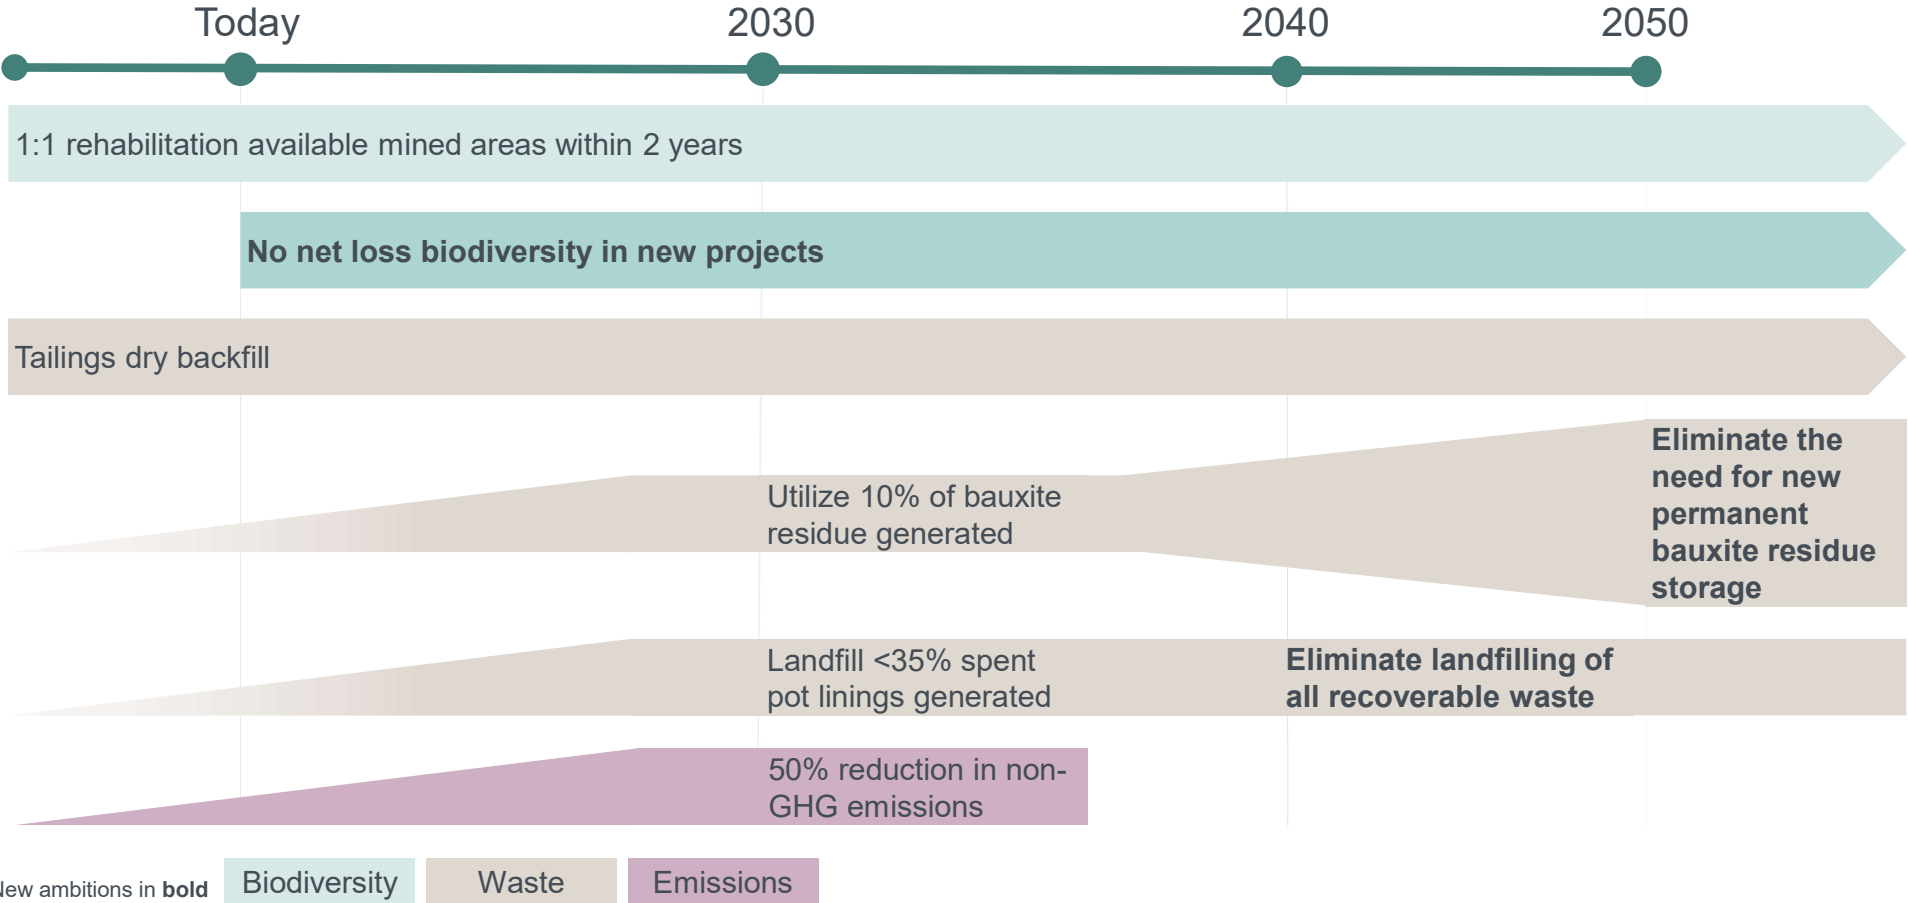 Today 2030 2040 2050
1:1 rehabilitation available mined areas within 2 years
No net loss biodiversity in new projects
Tailings dry backfill
Utilize 10% of bauxite
residue generated
Eliminate the
need for new
permanent
bauxite residue
storage
Landfill <35% spent
pot linings generated
Eliminate landfilling of
all recoverable waste
50% reduction in non-
GHG emissions
ambitions in bold
Biodiversity
Waste
Emissions